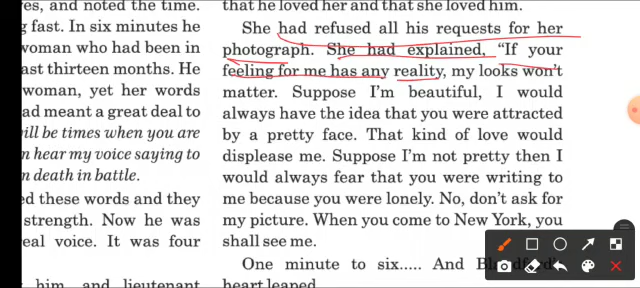 es, and noted the time.
g fast. In six minutes he
woman who had been in
ast thirteen months. He
woman, yet her words
ad meant a great deal to
ill be times when you are
n hear my voice saying to
n death in battle.
ed these words and they
strength. Now he was
eal voice. It was four
him, and lieutenant
that he loved her and that she loved him.
She had refused all his requests for her
photograph. She had explained, “If your
feeling for me has any reality, my looks won’t
matter. Suppose I’m beautiful, I would
always have the idea that you were attracted
by a pretty face. That kind of love would
displease me. Suppose I’m not pretty then I
would always fear that you were writing to
me because you were lonely. No, don’t ask for
my picture. When you come to New York, you
shall see me.
One minute to six..... And
heart leaped